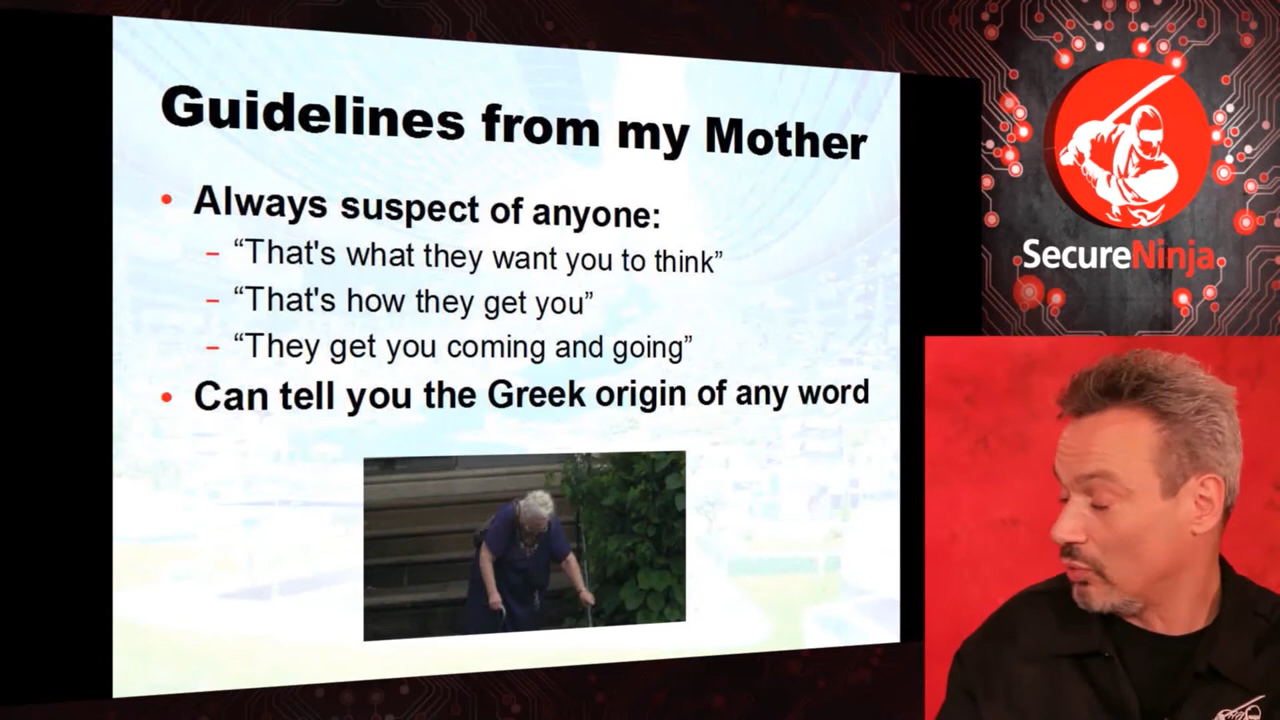 Guidelines from my Mother
• Always suspect of anyone:
– “That's what they want you to think”
– “That's how they get you”
– “They get you coming and going”
• Can tell you the Greek origin of any word
SecureNinja